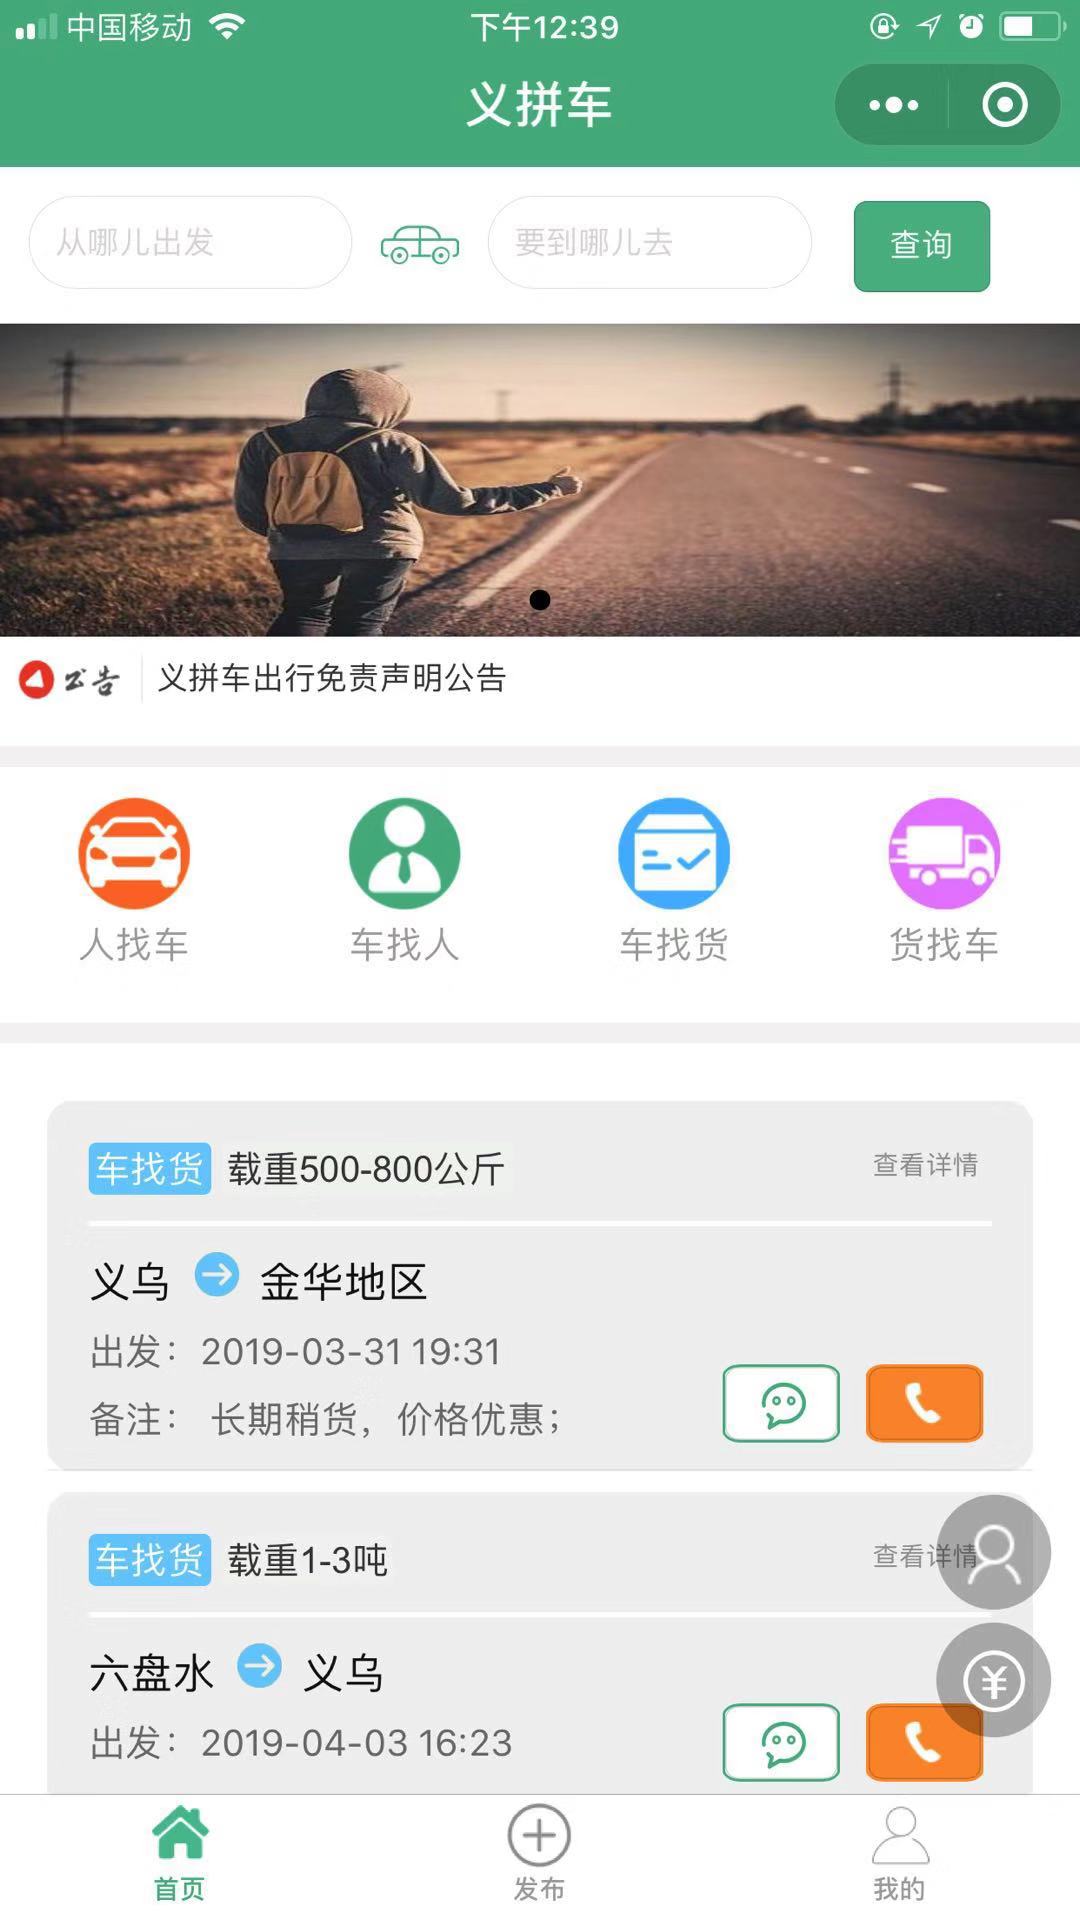 中国移动
下午12:39
义拼车
从哪儿出发
要到哪儿去
查询
公告
义拼车出行免责声明公告
人找车
车找人
车找货
货找车
车找货 载重500-800公斤
查看详情
义乌 金华地区
出发：2019-03-31 19:31
备注： 长期稍货，价格优惠；
车找货 载重1-3吨
查看详情
六盘水 义乌
出发：2019-04-03 16:23
¥
首页
发布
我的